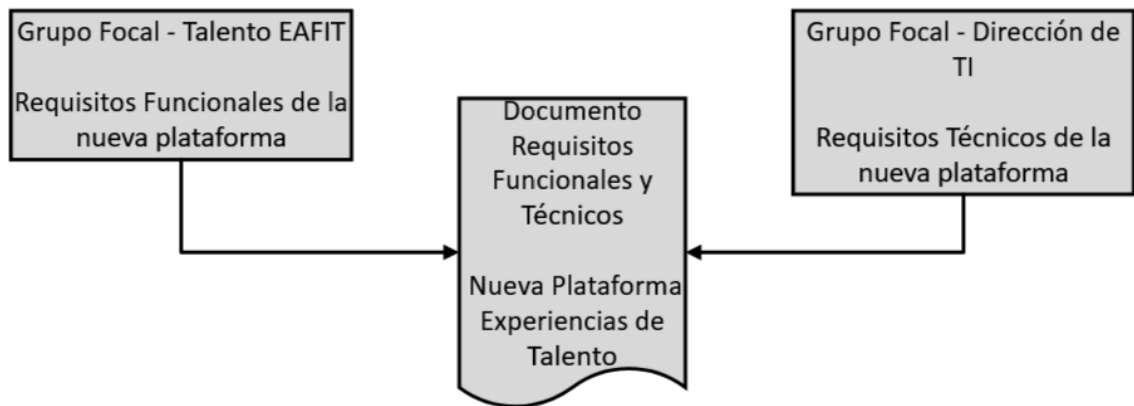 Grupo Focal - Talento EAFIT
Requisitos Funcionales de la
nueva plataforma
Documento
Requisitos
Funcionales y
Técnicos
Nueva Plataforma
Experiencias de
Talento
Grupo Focal - Dirección de
TI
Requisitos Técnicos de la
nueva plataforma